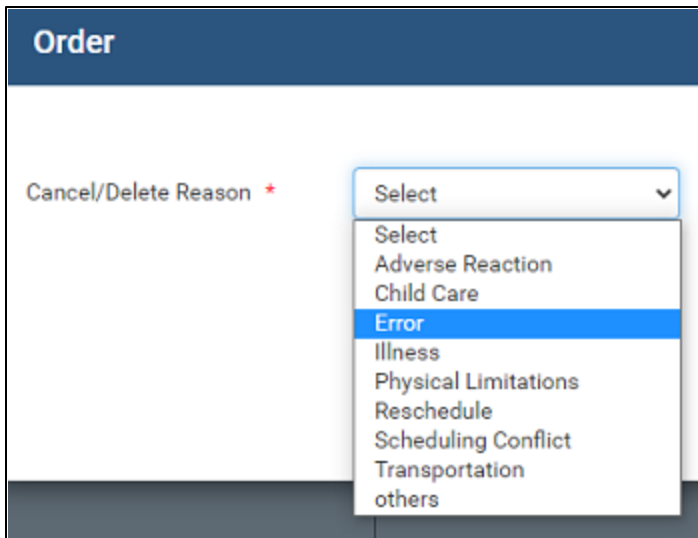 Order
Cancel/Delete Reason * Select
Select
Adverse Reaction
Child Care
Error
Illness
Physical Limitations
Reschedule
Scheduling Conflict
Transportation
others